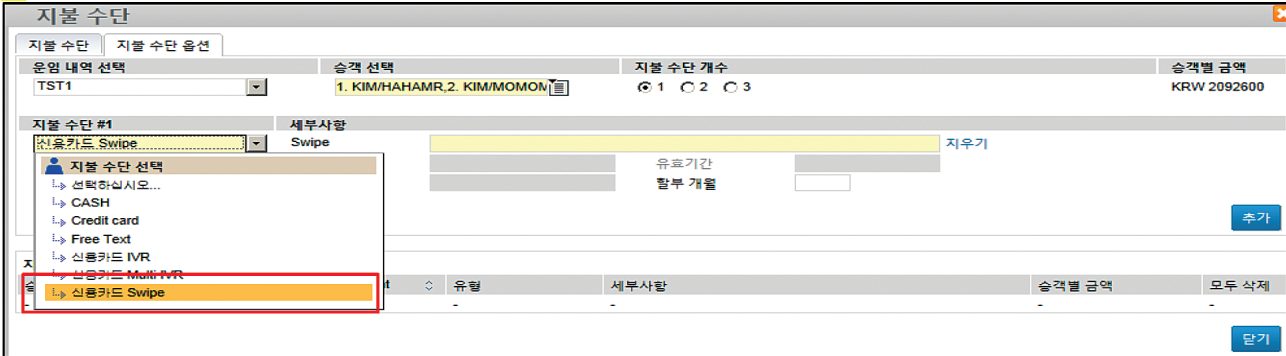 지불 수단
지불 수단 지불 수단 옵션
운임 내역 선택 승객 선택 지불 수단 개수 승객별 금액
TST1 1. KIM/HAHAMR,2. KIM/MOMOM 1 2 3 KRW 2092600
지불 수단 #1 세부사항
신용카드 Swipe Swipe 지우기
지불 수단 선택 유효기간
선택하십시오... 할부 개월
CASH
Credit card
추가
Free Text
신용카드 IVR
신용카드 Multi IVR
신용카드 Swipe 유형 세부사항 승객별 금액 모두 삭제
- - - - -
닫기